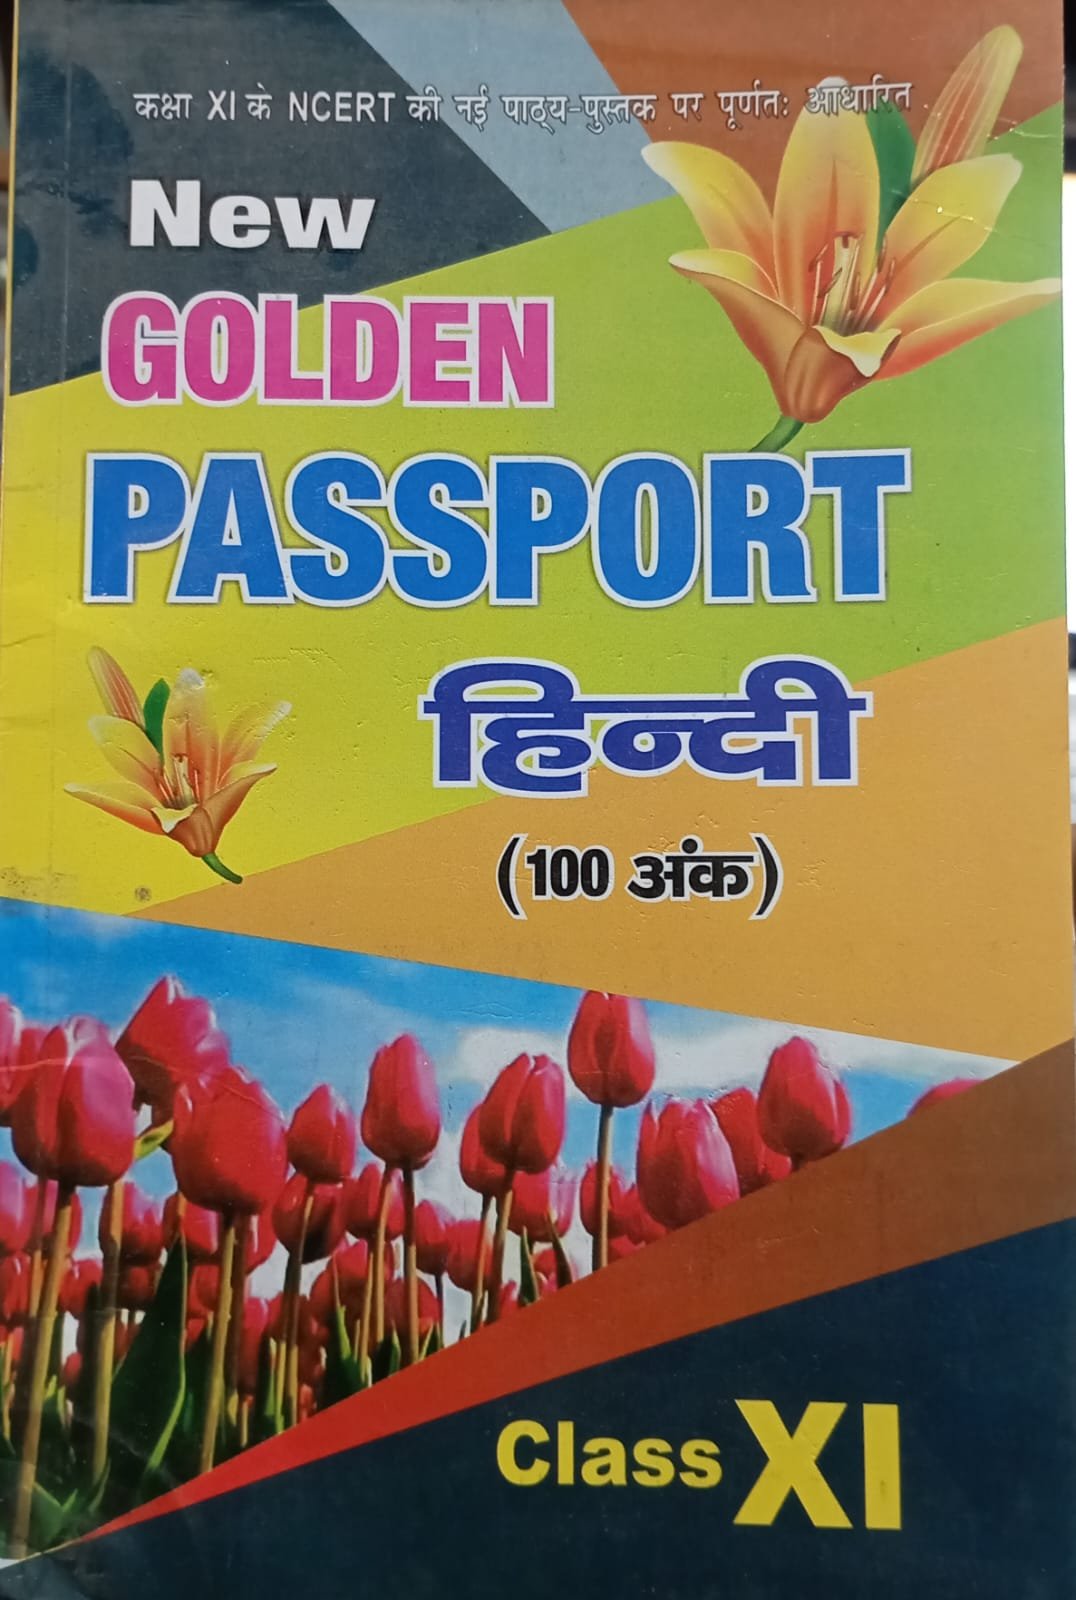 कक्षा XI के NCERT की नई पाठ्य-पुस्तक पर पूर्णतः आधारित
New
GOLDEN
PASSPORT
हिन्दी
(100 अंक)
Class XI